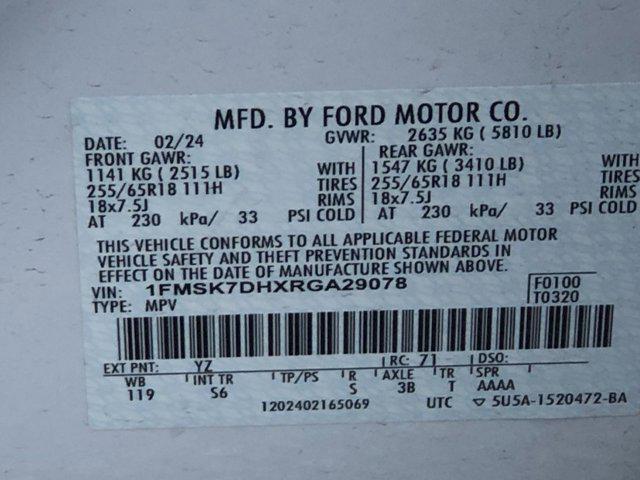 MFD. BY FORD MOTOR CO.
DATE: 02/24 GVWR: 2635 KG ( 5810 LB)
FRONT GAWR: REAR GAWR:
1141 KG ( 2515 LB) WITH 1547 KG ( 3410 LB) WITH
255/65R18 111H TIRES 255/65R18 111H TIRES
18x7.5J RIMS 18x7.5J RIMS
AT 230 kPa/ 33 PSI COLD AT 230 kPa/ 33 PSI COLD
THIS VEHICLE CONFORMS TO ALL APPLICABLE FEDERAL MOTOR
VEHICLE SAFETY AND THEFT PREVENTION STANDARDS IN
EFFECT ON THE DATE OF MANUFACTURE SHOWN ABOVE.
VIN: 1FMSK7DHXRGA29078 F0100
TYPE: MPV T0320
EXT PNT: YZ RC: 71 DSO:
WB INT TR TP/PS R AXLE TR SPR
119 S6 S 3B T AAAA
1202402165069 UTC ▽ 5U5A-1520472-BA